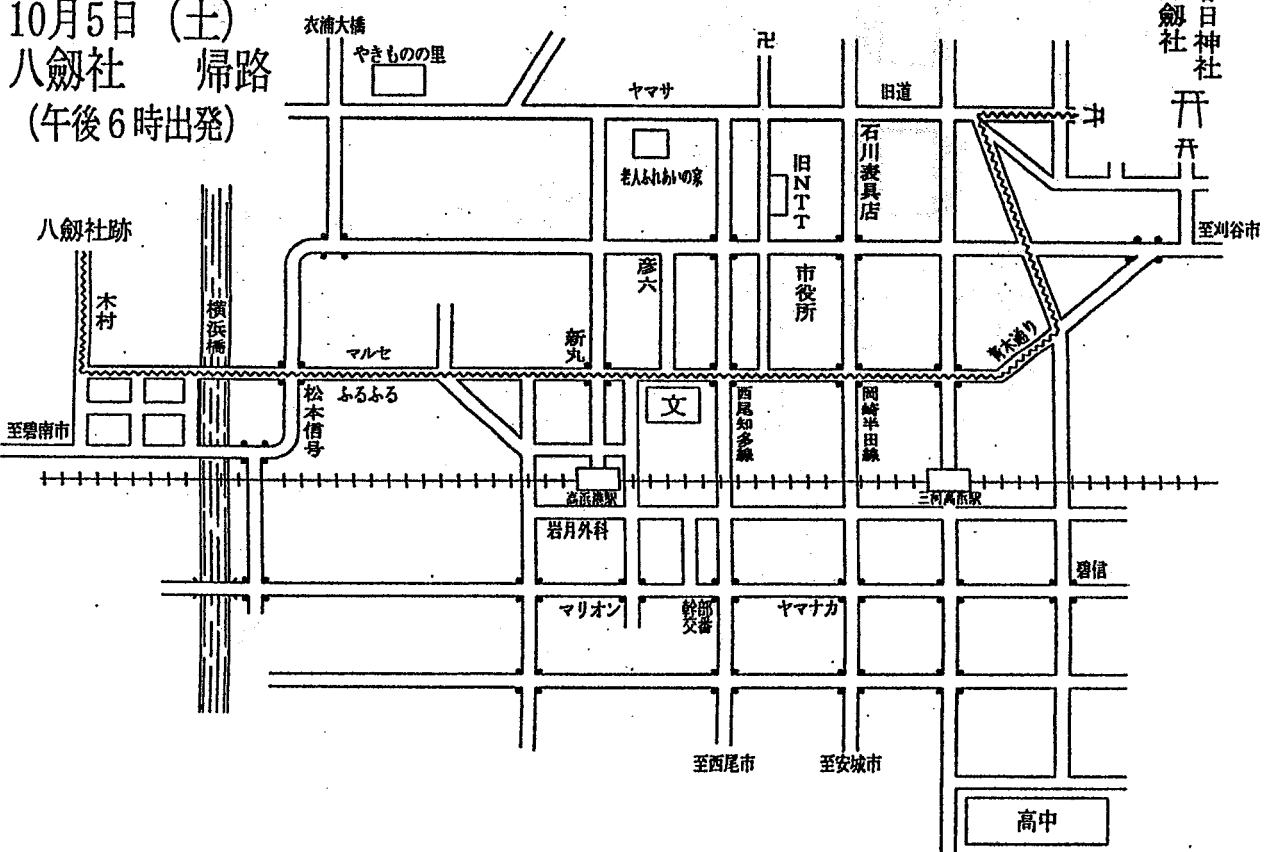 10月5日 (土)
八劔社 帰路
(午後6時出発)
衣浦大橋
やきものの里
ヤマサ
卍
旧道
日神社
劔社
石川表具店
老人ふれあいの家
旧NTT
至刈谷市
八劔社跡
木村
横浜橋
彦六
市役所
新丸
マルセ
青木通り
松本信号
ふるふる
文
西尾知多線
岡崎半田線
至碧南市
高浜港駅
三河高浜駅
岩月外科
碧信
マリオン
幹部
交番
ヤマナカ
至西尾市
至安城市
高中